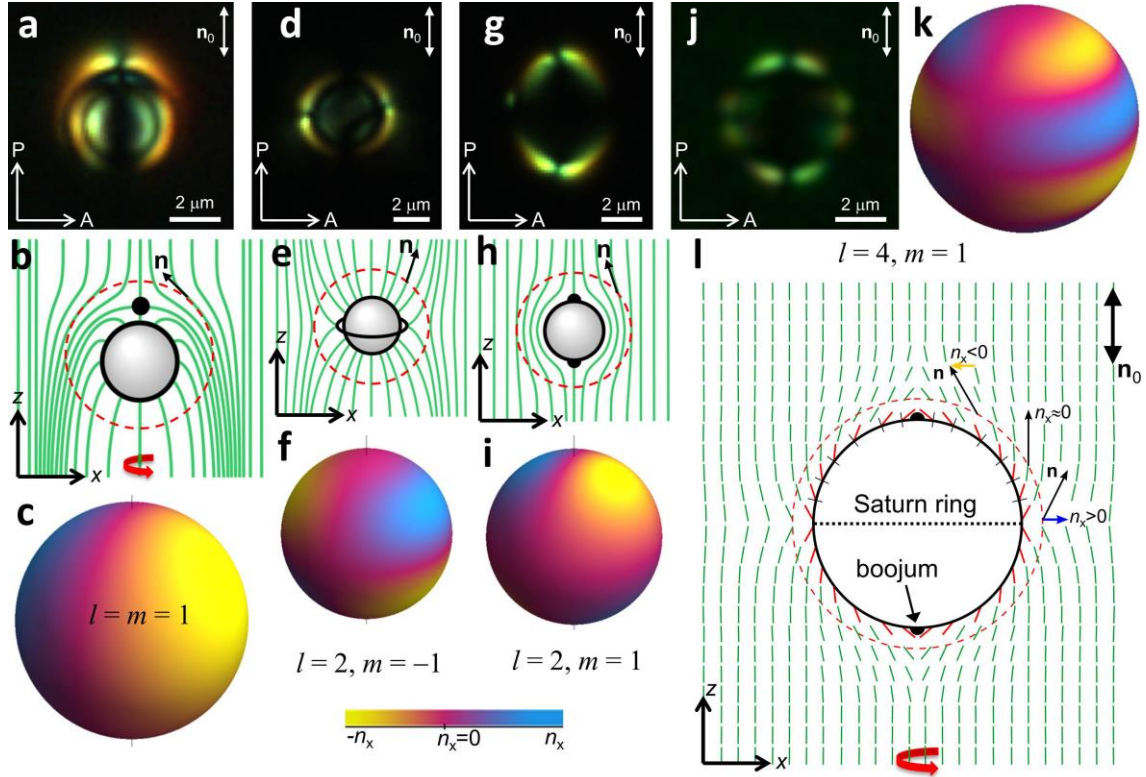 a
n₀
P
A
2 μm
d
n₀
P
A
2 μm
g
n₀
P
A
2 μm
j
n₀
P
A
2 μm
k
l = 4, m = 1
b
n
z
x
e
n
z
x
h
n
z
x
c
l = m = 1
f
l = 2, m = −1
i
l = 2, m = 1
-nₓ
nₓ=0
nₓ
l
n₀
nₓ<0
n
nₓ≈0
n
nₓ>0
Saturn ring
boojum
z
x